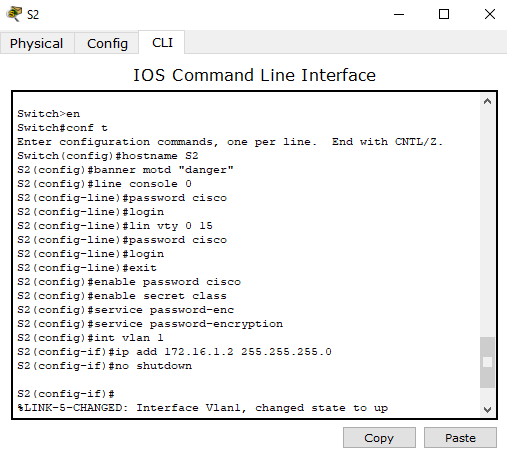 S2
Physical Config CLI
IOS Command Line Interface
Switch>en
Switch#conf t
Enter configuration commands, one per line.  End with CNTL/Z.
Switch(config)#hostname S2
S2(config)#banner motd "danger"
S2(config)#line console 0
S2(config-line)#password cisco
S2(config-line)#login
S2(config-line)#lin vty 0 15
S2(config-line)#password cisco
S2(config-line)#login
S2(config-line)#exit
S2(config)#enable password cisco
S2(config)#enable secret class
S2(config)#service password-enc
S2(config)#service password-encryption
S2(config)#int vlan 1
S2(config-if)#ip add 172.16.1.2 255.255.255.0
S2(config-if)#no shutdown
S2(config-if)#
%LINK-5-CHANGED: Interface Vlan1, changed state to up
Copy Paste